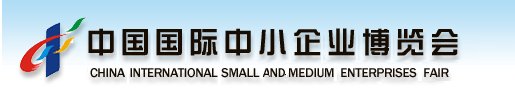 中国国际中小企业博览会
CHINA INTERNATIONAL SMALL AND MEDIUM ENTERPRISES FAIR